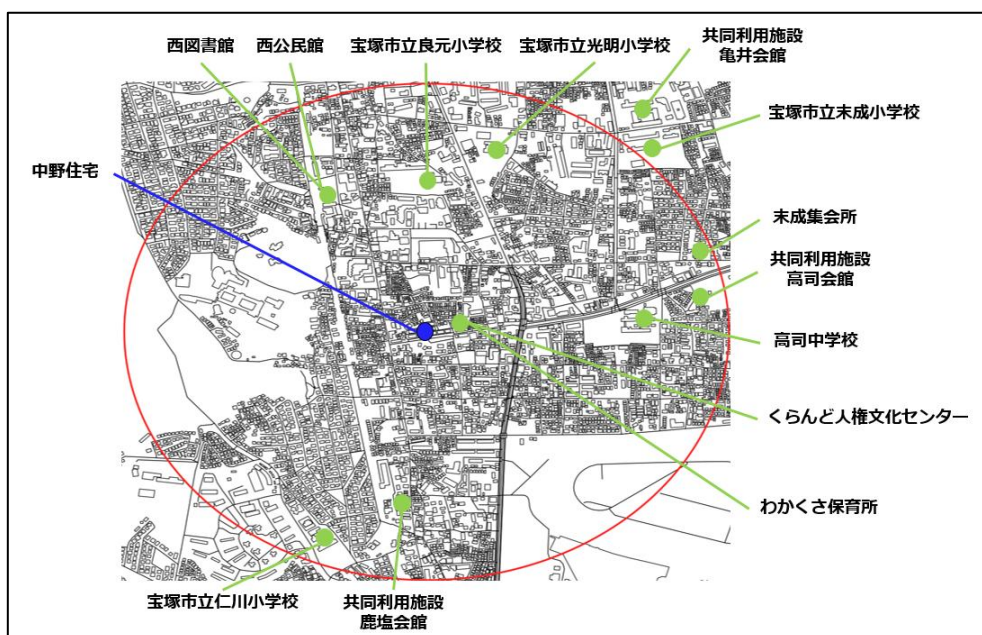 西図書館
西公民館
宝塚市立良元小学校
宝塚市立光明小学校
共同利用施設
亀井会館
宝塚市立末成小学校
中野住宅
末成集会所
共同利用施設
高司会館
高司中学校
くらんど人権文化センター
わかくさ保育所
宝塚市立仁川小学校
共同利用施設
鹿塩会館